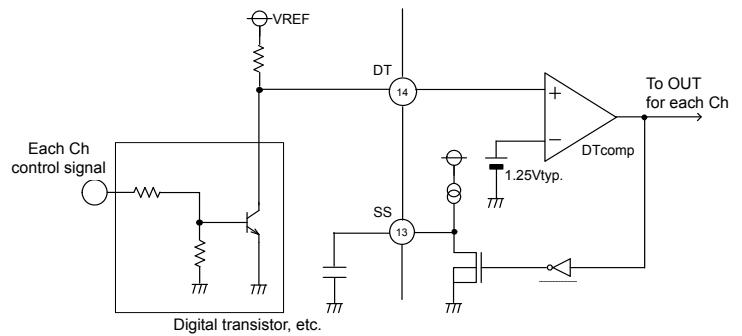 VREF
DT
14
To OUT
for each Ch
+
−
DTcomp
1.25Vtyp.
Each Ch
control signal
SS
13
Digital transistor, etc.